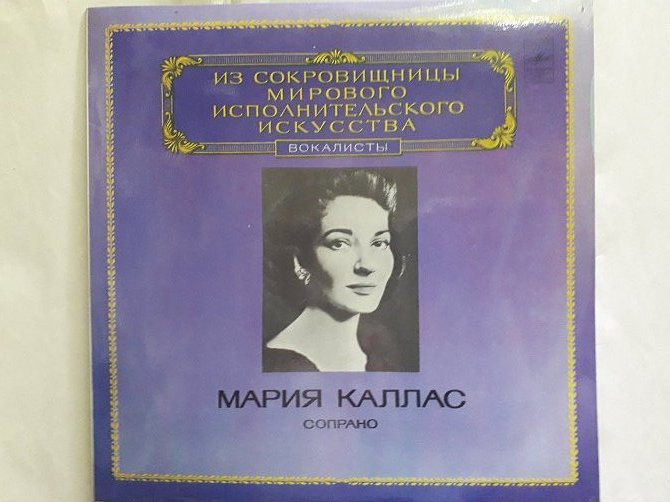 ИЗ СОКРОВИЩНИЦЫ
МИРОВОГО
ИСПОЛНИТЕЛЬСКОГО
ИСКУССТВА
ВОКАЛИСТЫ
МАРИЯ КАЛЛАС
СОПРАНО